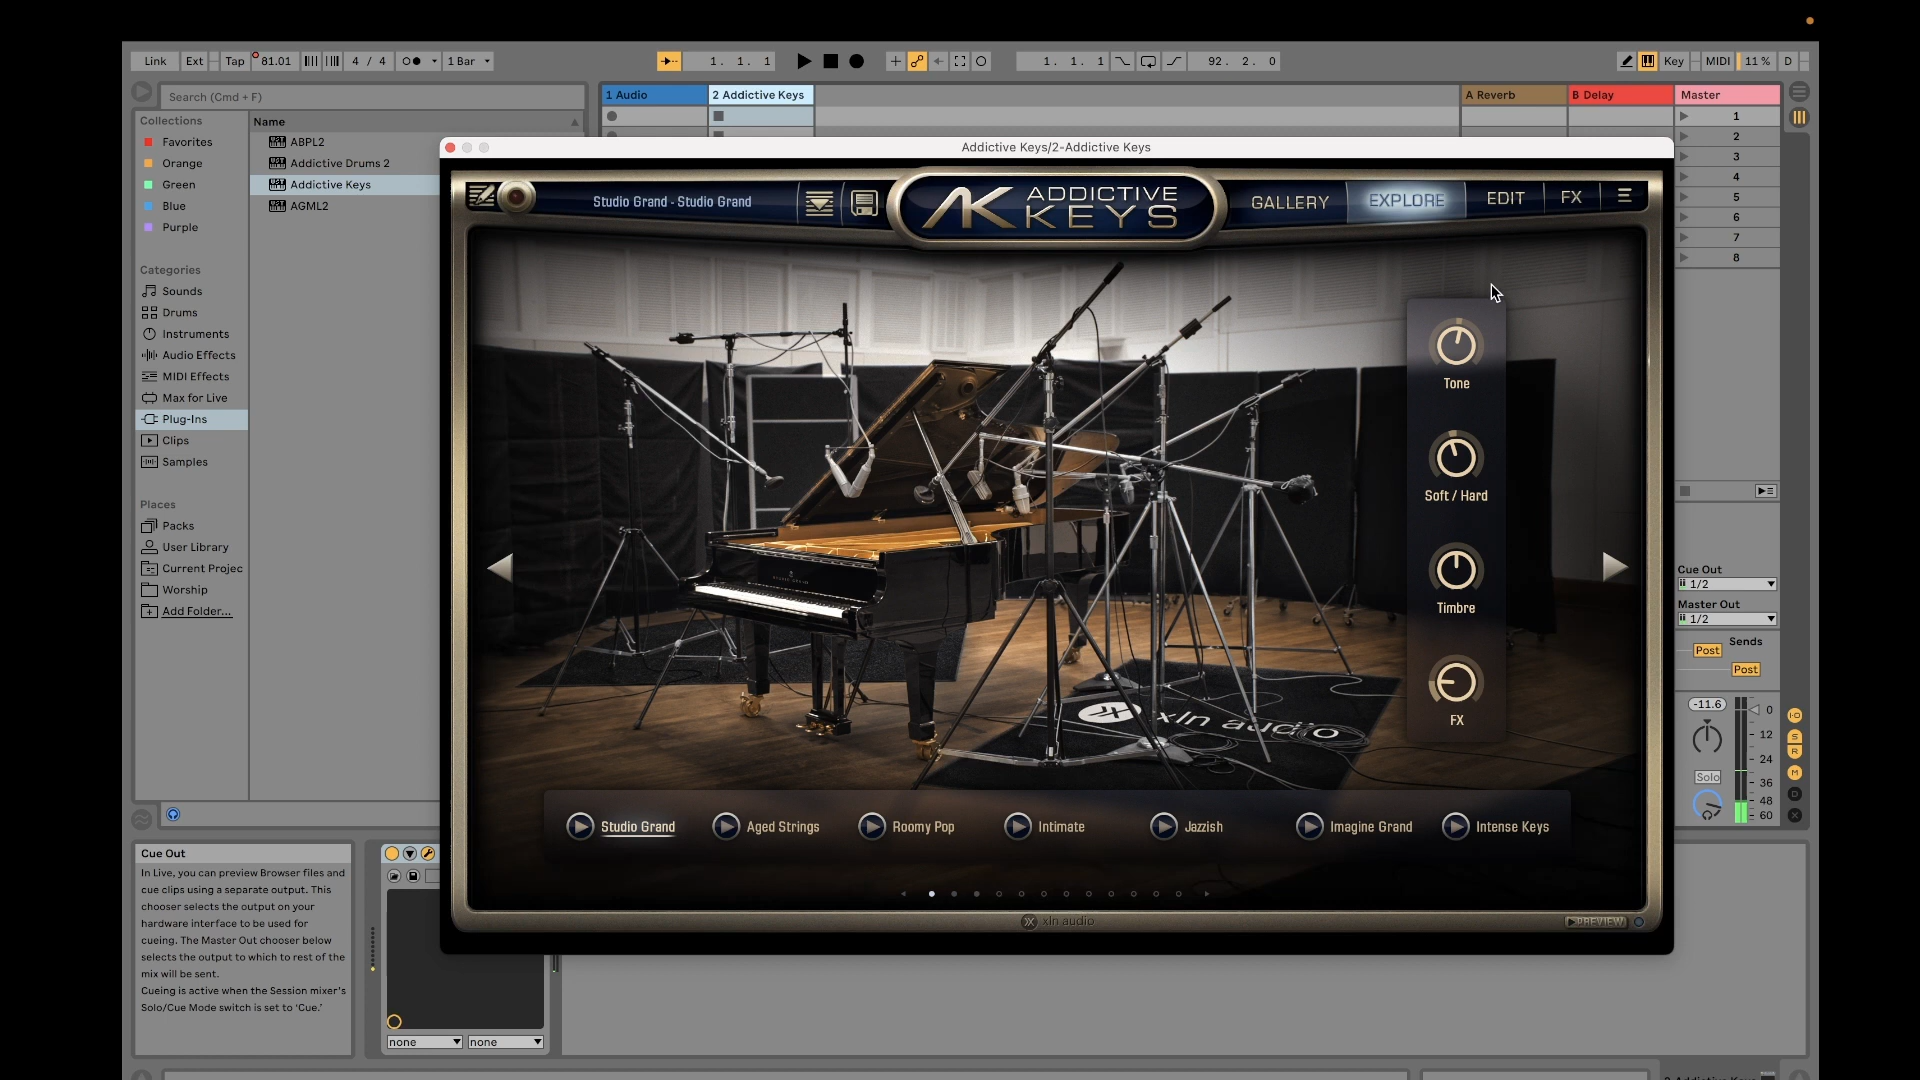 Link Ext Tap 81.01 4 / 4 1 Bar 1. 1. 1 1. 1. 1 92. 2. 0 Key MIDI 11 % D
Search (Cmd + F)
1 Audio 2 Addictive Keys A Reverb B Delay Master
Collections
Favorites
Orange
Green
Blue
Purple
Categories
Sounds
Drums
Instruments
Audio Effects
MIDI Effects
Max for Live
Plug-Ins
Clips
Samples
Places
Packs
User Library
Current Projec
Worship
Add Folder...
Name
ABPL2
Addictive Drums 2
Addictive Keys
AGML2
1
2
3
4
5
6
7
8
Addictive Keys/2-Addictive Keys
Studio Grand - Studio Grand
ADDICTIVE
KEYS
GALLERY EXPLORE EDIT FX
Tone
Soft / Hard
Timbre
FX
xln audio
Studio Grand Aged Strings Roomy Pop Intimate Jazzish Imagine Grand Intense Keys
xln audio
PREVIEW
Cue Out
1/2
Master Out
1/2
Sends
Post
Post
-11.6
0
12
24
36
48
60
Solo
I·O
S
R
M
D
X
Cue Out
In Live, you can preview Browser files and
cue clips using a separate output. This
chooser selects the output on your
hardware interface to be used for
cueing. The Master Out chooser below
selects the output to which to rest of the
mix will be sent.
Cueing is active when the Session mixer's
Solo/Cue Mode switch is set to 'Cue.'
none none